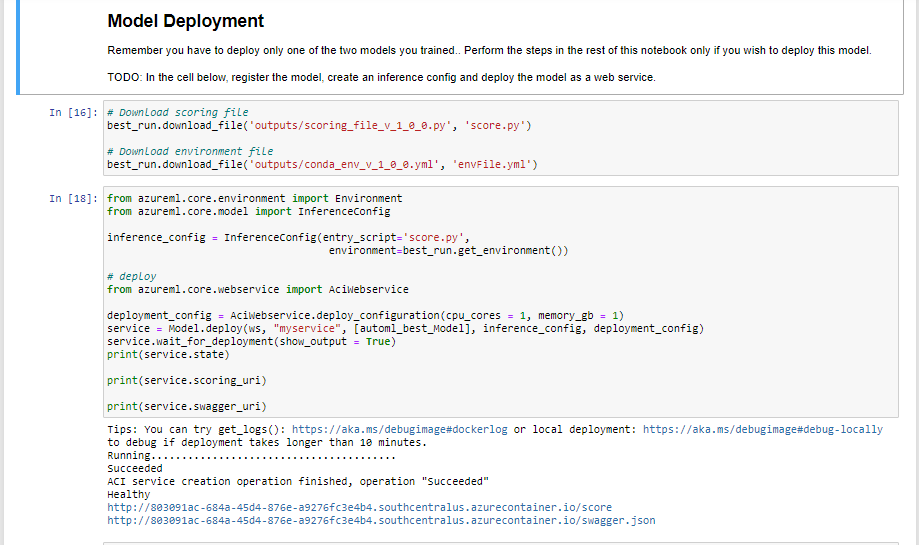 Model Deployment
Remember you have to deploy only one of the two models you trained.. Perform the steps in the rest of this notebook only if you wish to deploy this model.
TODO: In the cell below, register the model, create an inference config and deploy the model as a web service.
In [16]: # Download scoring file
best_run.download_file('outputs/scoring_file_v_1_0_0.py', 'score.py')
# Download environment file
best_run.download_file('outputs/conda_env_v_1_0_0.yml', 'envFile.yml')
In [18]: from azureml.core.environment import Environment
from azureml.core.model import InferenceConfig
inference_config = InferenceConfig(entry_script='score.py',
environment=best_run.get_environment())
# deploy
from azureml.core.webservice import AciWebservice
deployment_config = AciWebservice.deploy_configuration(cpu_cores = 1, memory_gb = 1)
service = Model.deploy(ws, "myservice", [automl_best_Model], inference_config, deployment_config)
service.wait_for_deployment(show_output = True)
print(service.state)
print(service.scoring_uri)
print(service.swagger_uri)
Tips: You can try get_logs(): https://aka.ms/debugimage#dockerlog or local deployment: https://aka.ms/debugimage#debug-locally
to debug if deployment takes longer than 10 minutes.
Running.......................................
Succeeded
ACI service creation operation finished, operation "Succeeded"
Healthy
http://803091ac-684a-45d4-876e-a9276fc3e4b4.southcentralus.azurecontainer.io/score
http://803091ac-684a-45d4-876e-a9276fc3e4b4.southcentralus.azurecontainer.io/swagger.json